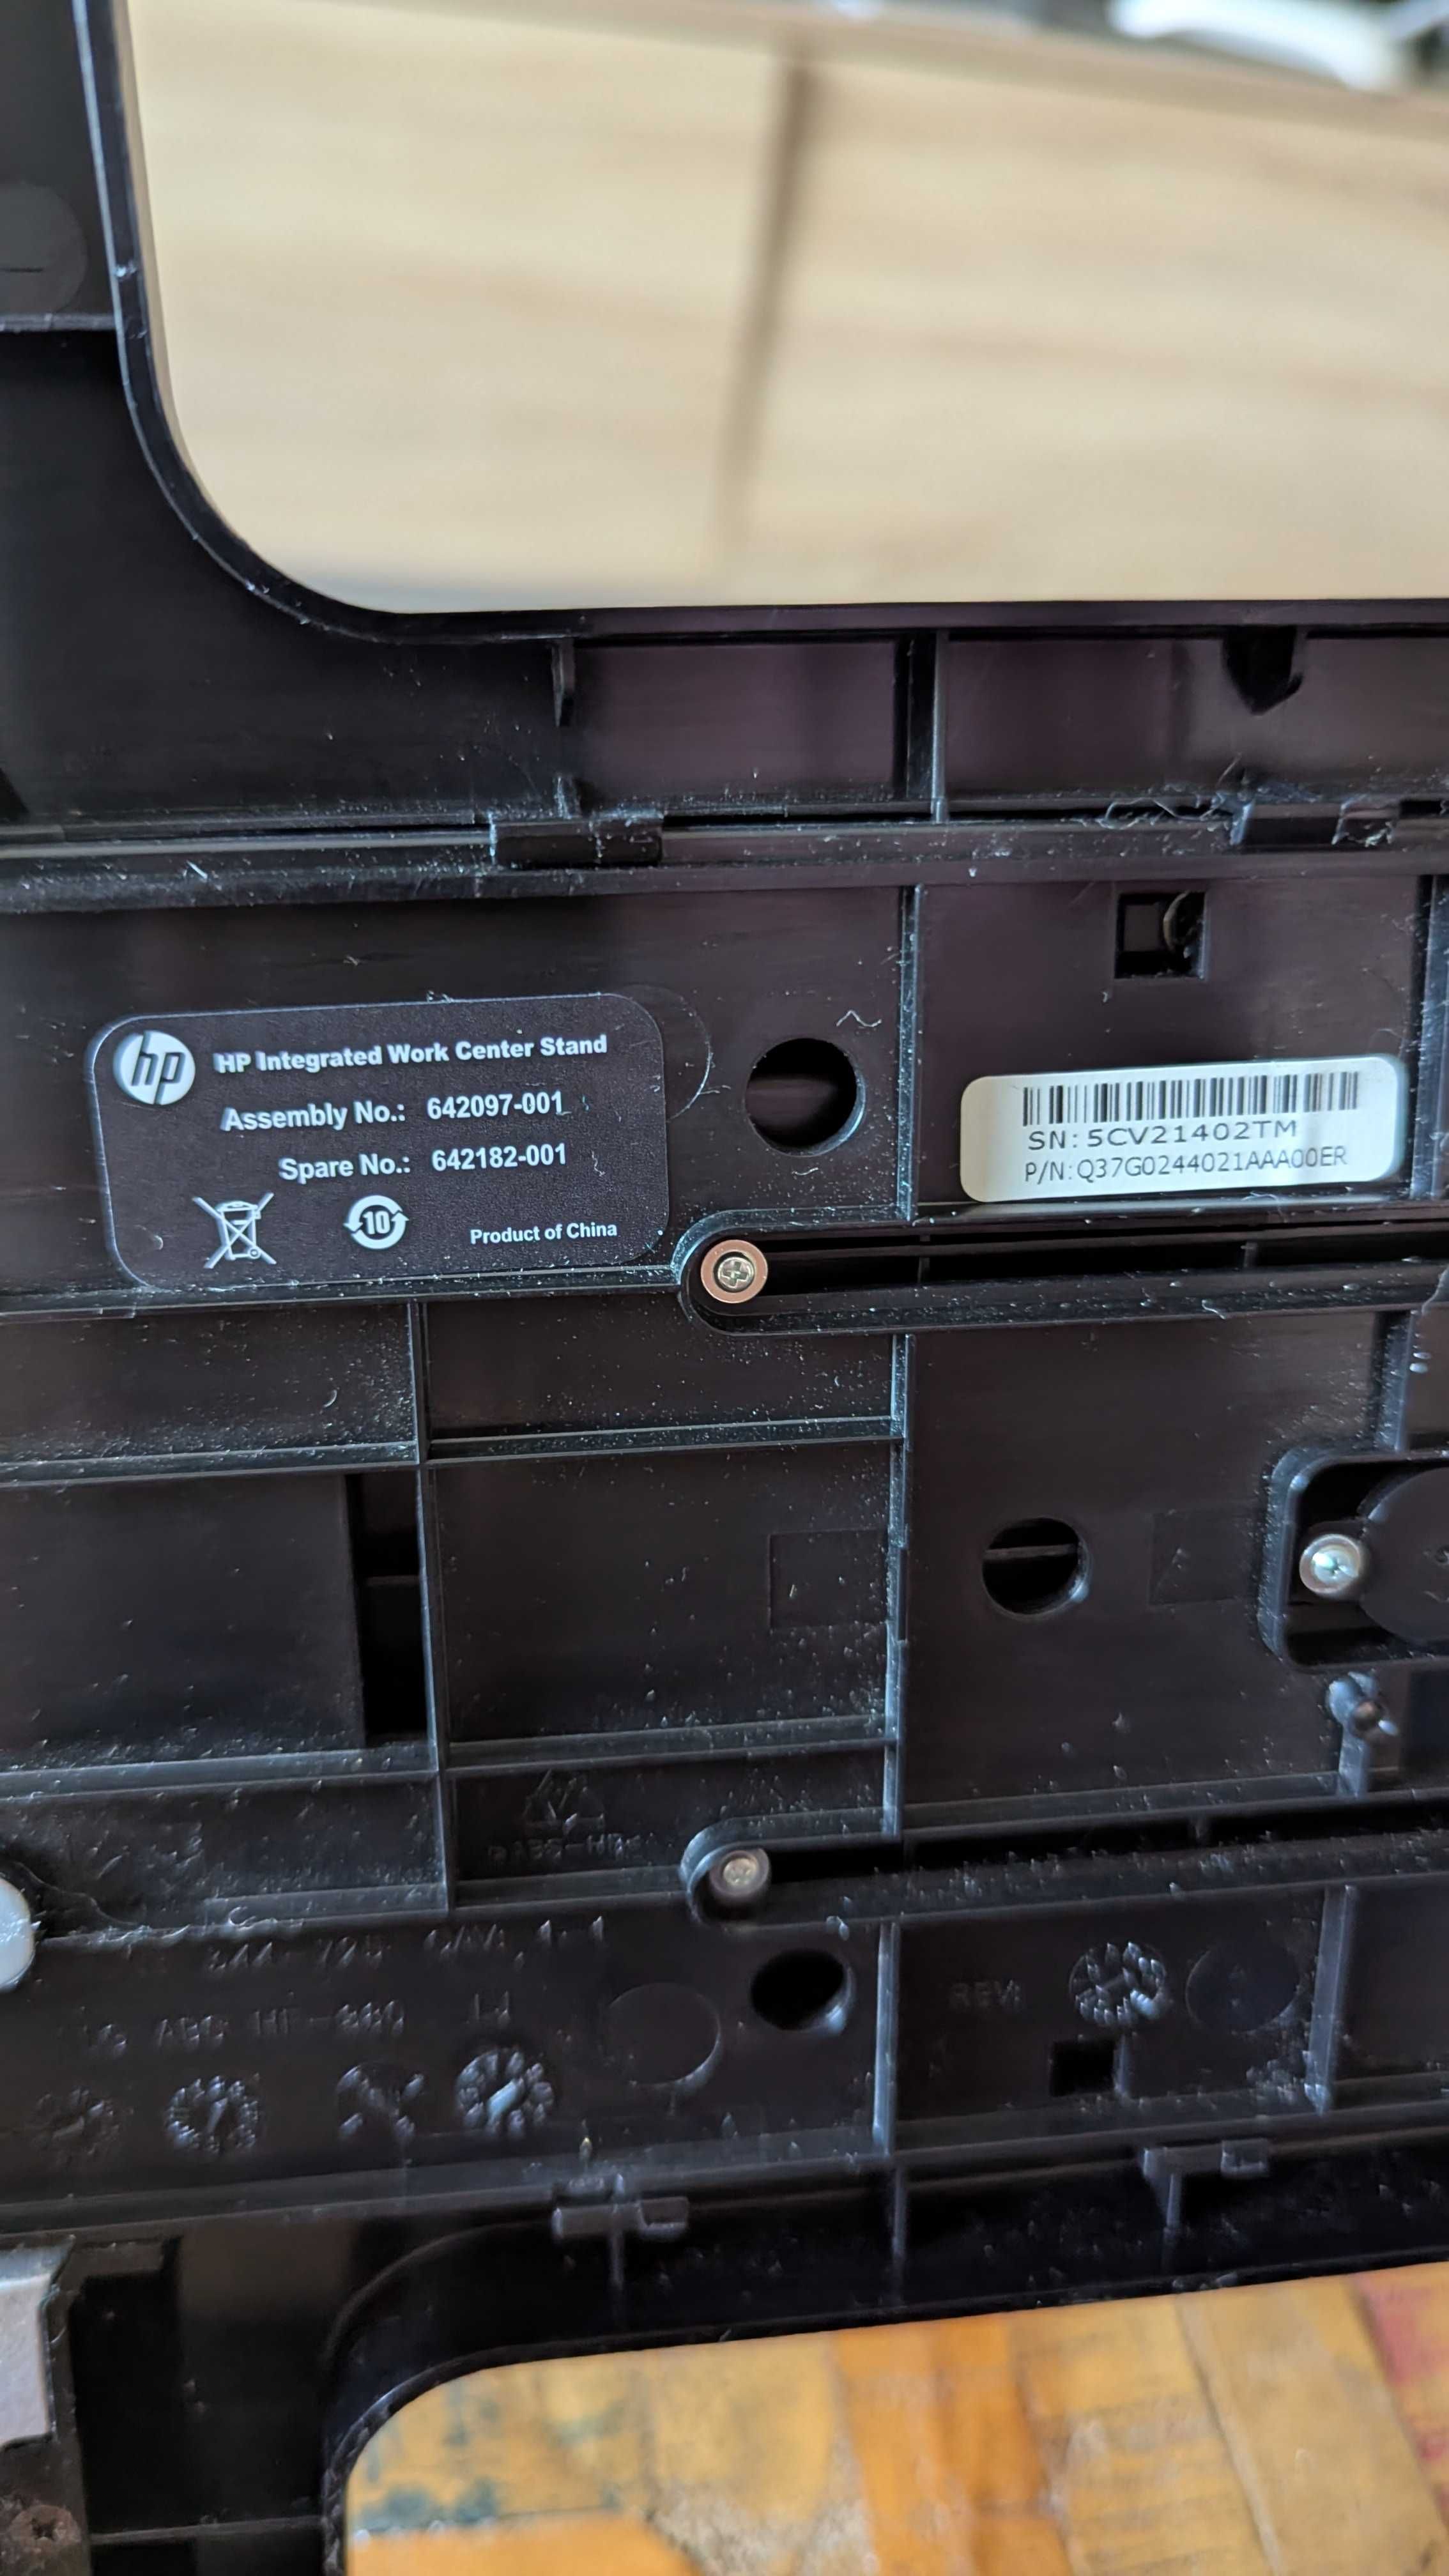 hp
HP Integrated Work Center Stand
Assembly No.: 642097-001
Spare No.: 642182-001
10
Product of China
SN: 5CV21402TM
P/N: Q37G0244021AAA00ER
REV: